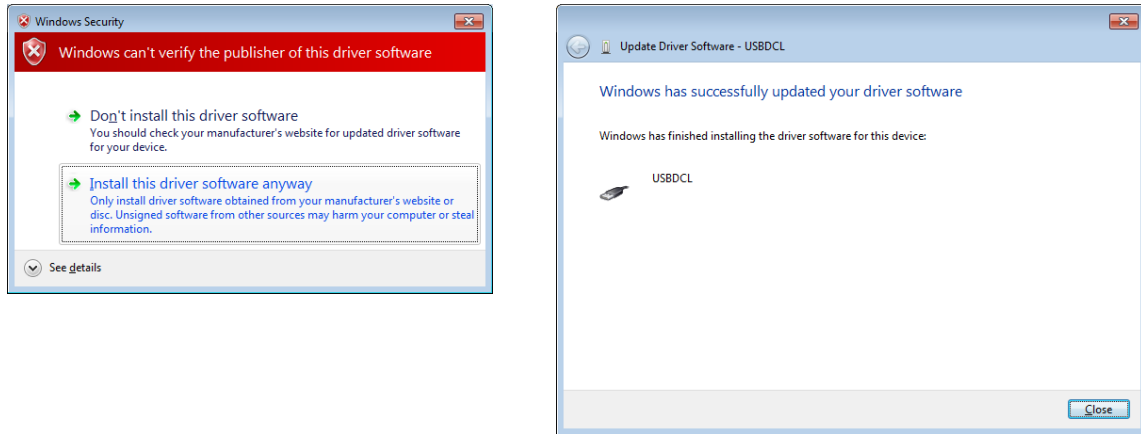 Windows Security
Windows can't verify the publisher of this driver software
Don't install this driver software
You should check your manufacturer's website for updated driver software
for your device.
Install this driver software anyway
Only install driver software obtained from your manufacturer's website or
disc. Unsigned software from other sources may harm your computer or steal
information.
See details
Update Driver Software - USBDCL
Windows has successfully updated your driver software
Windows has finished installing the driver software for this device:
USBDCL
Close